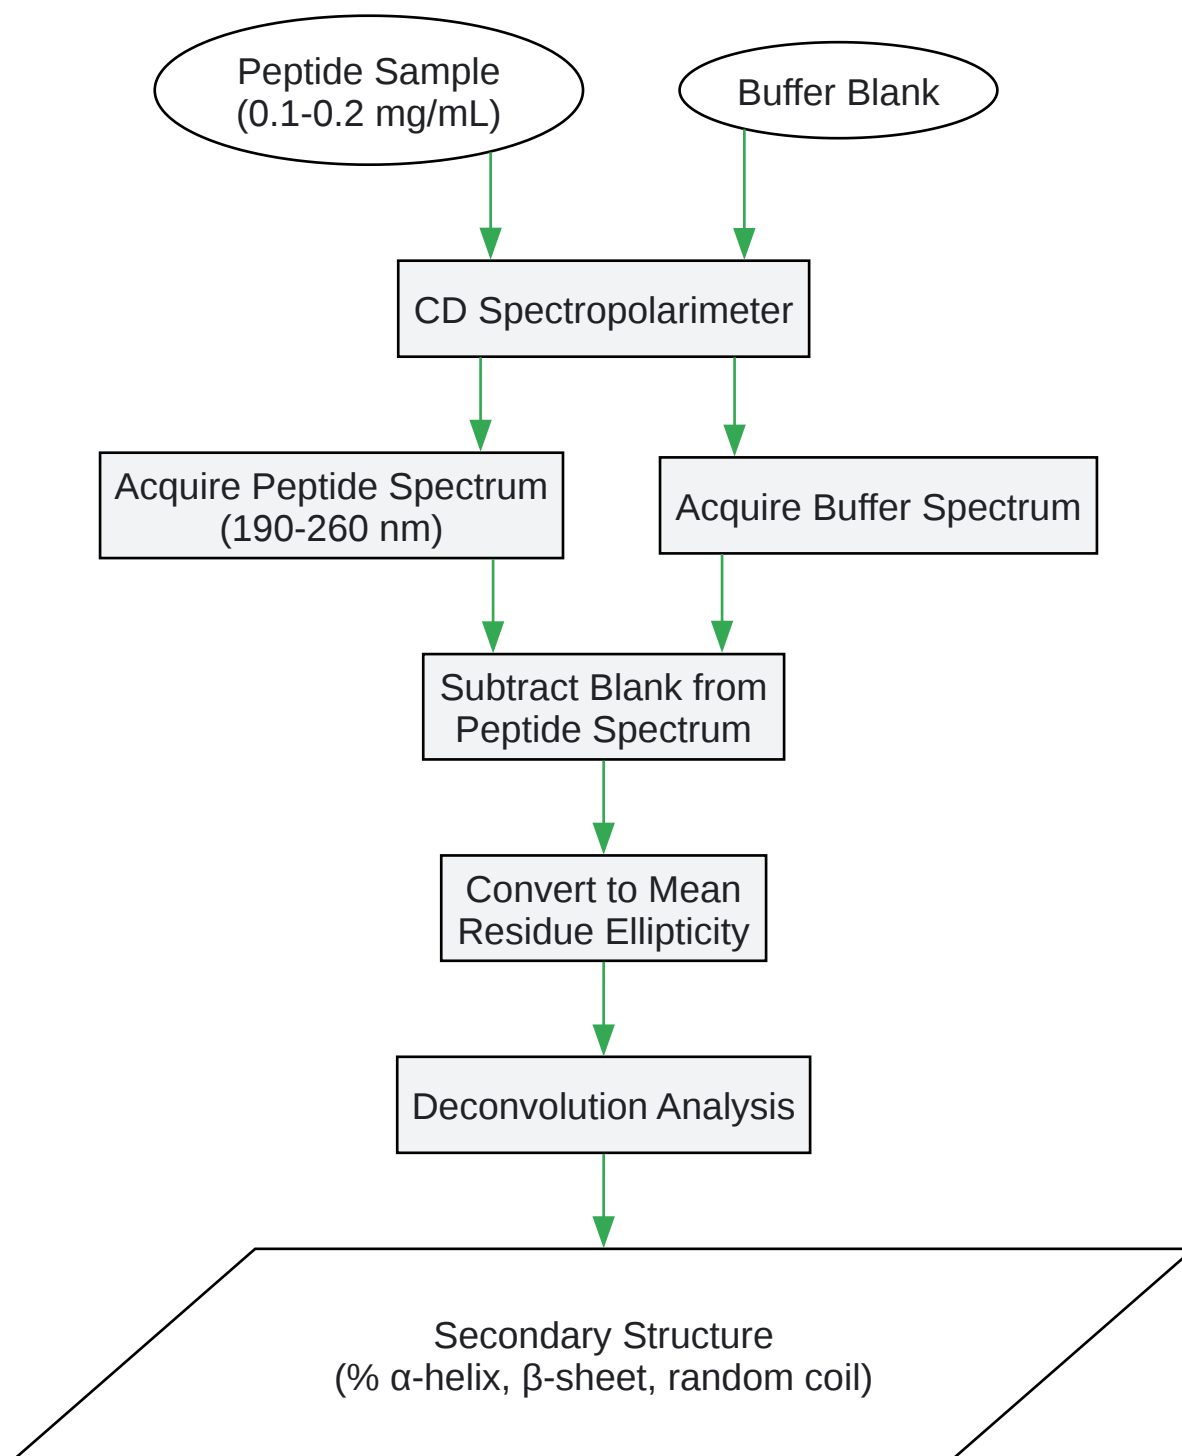 Peptide Sample
(0.1-0.2 mg/mL)
Buffer Blank
CD Spectropolarimeter
Acquire Peptide Spectrum
(190-260 nm)
Acquire Buffer Spectrum
Subtract Blank from
Peptide Spectrum
Convert to Mean
Residue Ellipticity
Deconvolution Analysis
Secondary Structure
(% α-helix, β-sheet, random coil)